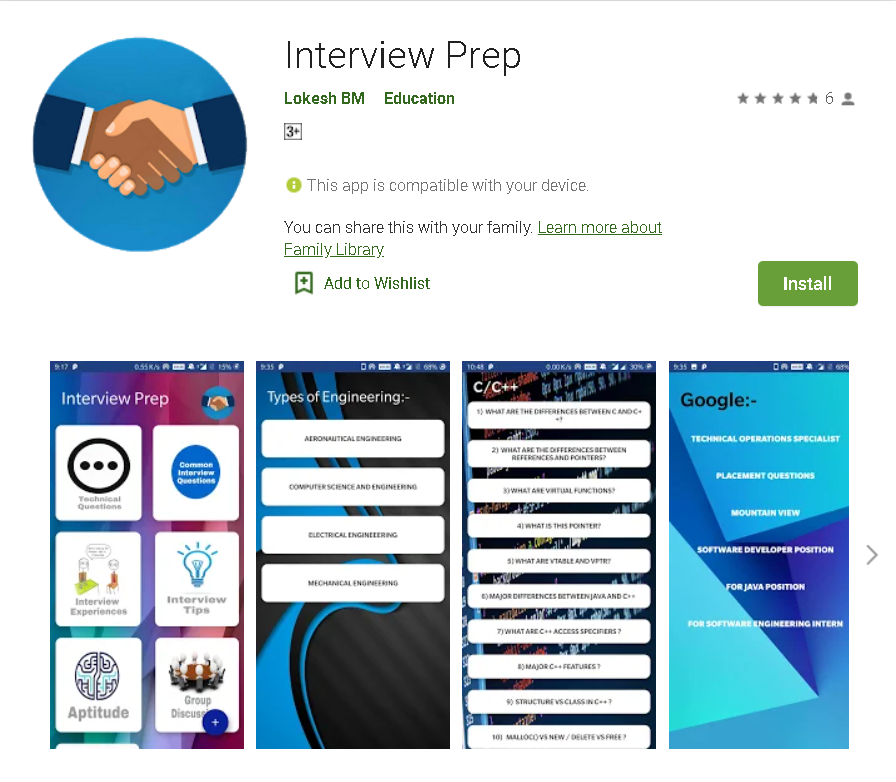 Interview Prep
Lokesh BM Education
6
3+
This app is compatible with your device.
You can share this with your family. Learn more about
Family Library
Add to Wishlist
Install
9:17
0.55 K/s
15%
Interview Prep
Technical
Questions
Common
Interview
Questions
Interview
Experiences
Interview
Tips
Aptitude
Group
+
9:35
68%
Types of Engineering:-
AERONAUTICAL ENGINEERING
COMPUTER SCIENCE AND ENGINEERING
ELECTRICAL ENGINEEERING
MECHANICAL ENGINEERING
10:48
0.00 K/s
30%
C/C++
1) WHAT ARE THE DIFFERENCES BETWEEN C AND C+
+?
2) WHAT ARE THE DIFFERENCES BETWEEN
REFERENCES AND POINTERS?
3) WHAT ARE VIRTUAL FUNCTIONS?
4) WHAT IS THIS POINTER?
5) WHAT ARE VTABLE AND VPTR?
6) MAJOR DIFFERENCES BETWEEN JAVA AND C++
7) WHAT ARE C++ ACCESS SPECIFIERS ?
8) MAJOR C++ FEATURES ?
9) STRUCTURE VS CLASS IN C++ ?
10) MALLOC() VS NEW / DELETE VS FREE ?
9:35
68%
Google:-
TECHNICAL OPERATIONS SPECIALIST
PLACEMENT QUESTIONS
MOUNTAIN VIEW
SOFTWARE DEVELOPER POSITION
FOR JAVA POSITION
FOR SOFTWARE ENGINEERING INTERN